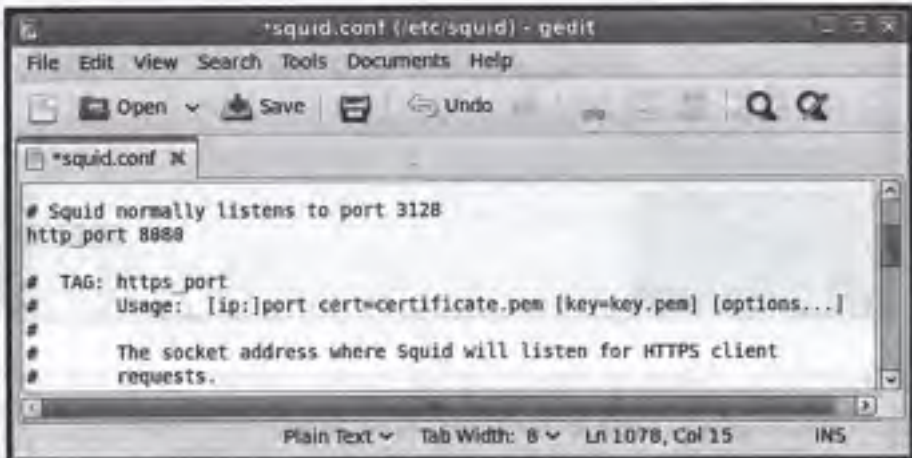 *squid.conf (/etc/squid) - gedit
File Edit View Search Tools Documents Help
Open Save Undo
*squid.conf
# Squid normally listens to port 3128
http_port 8080
# TAG: https_port
# Usage: [ip:]port cert=certificate.pem [key=key.pem] [options...]
#
# The socket address where Squid will listen for HTTPS client
# requests.
Plain Text Tab Width: 8 Ln 1078, Col 15 INS